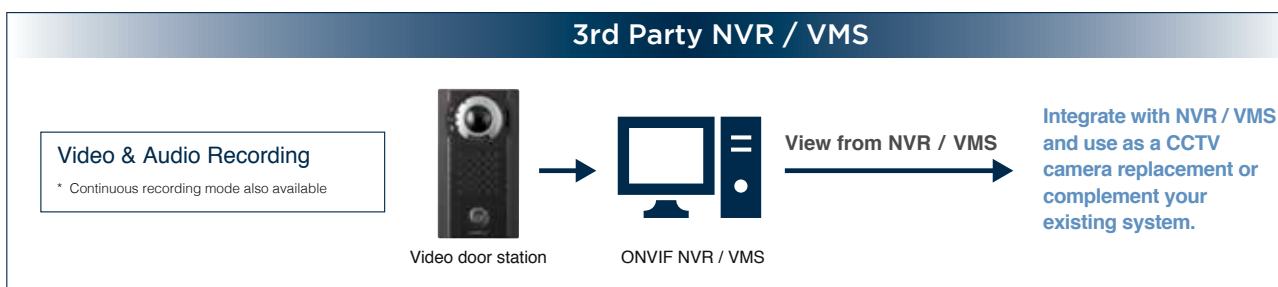 3rd Party NVR / VMS
Video & Audio Recording
* Continuous recording mode also available
Video door station
ONVIF NVR / VMS
View from NVR / VMS
Integrate with NVR / VMS
and use as a CCTV
camera replacement or
complement your
existing system.